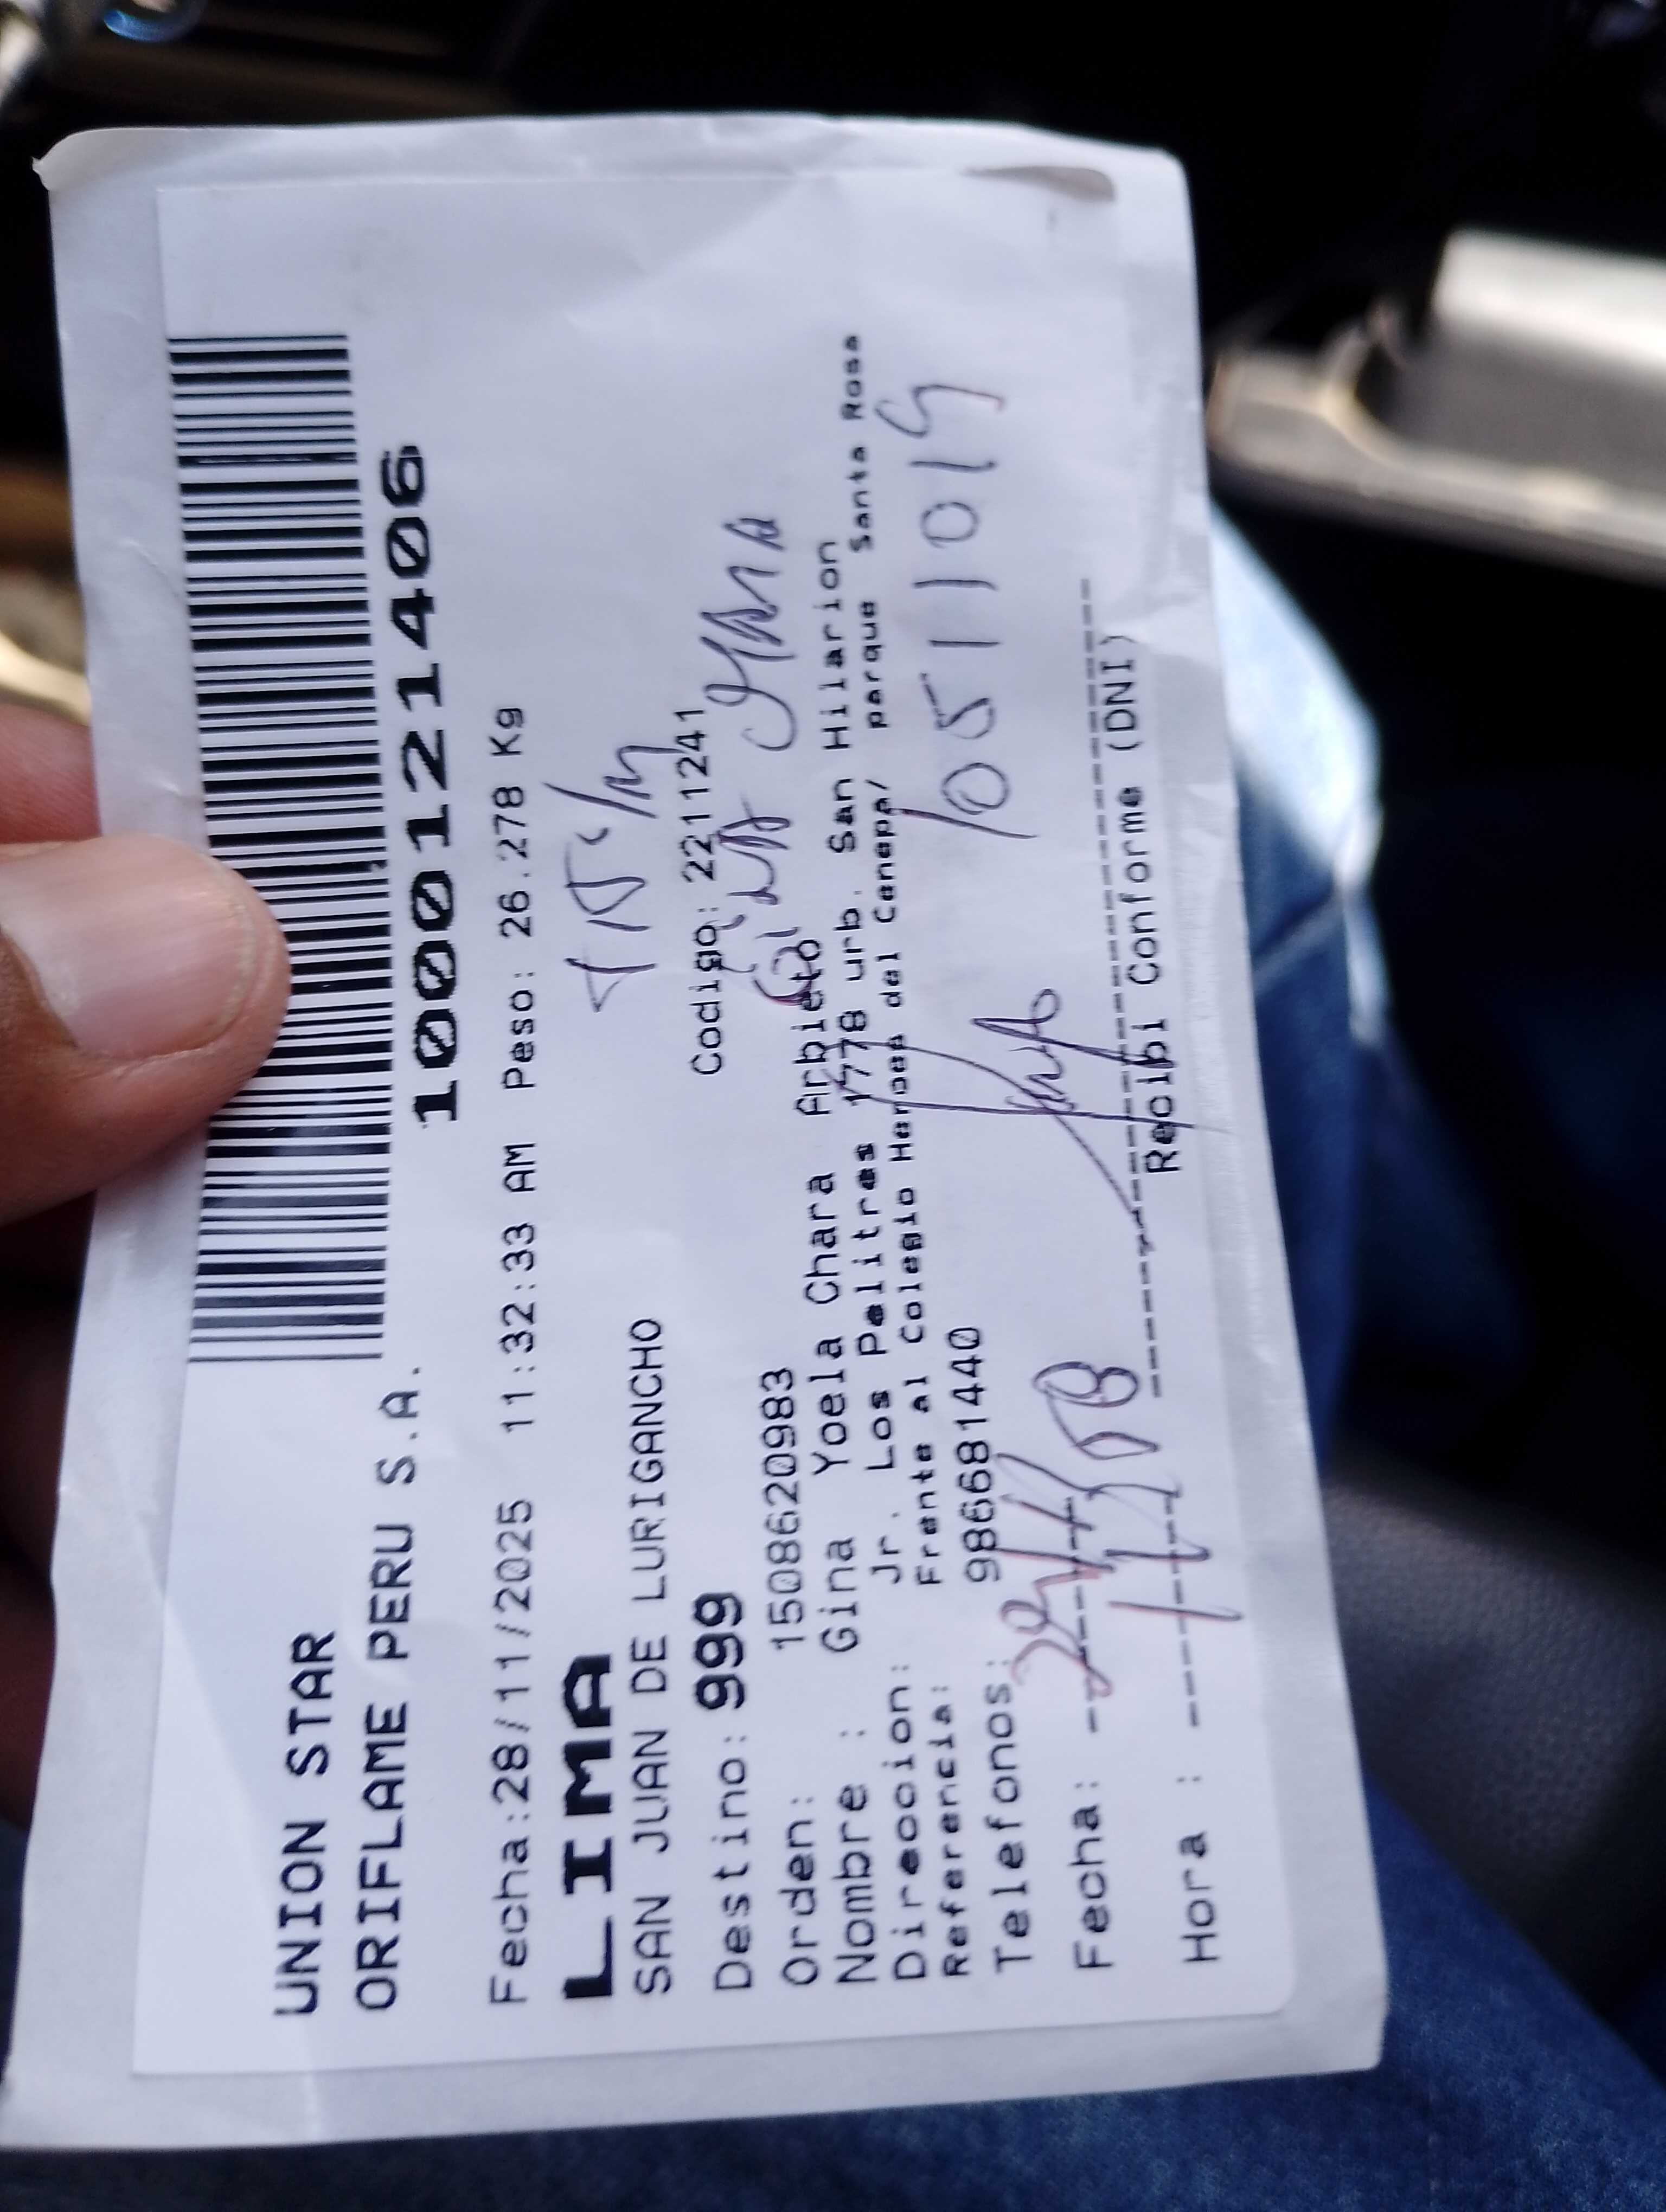 UNION STAR
ORIFLAME PERU S.A.
1000121406
Fecha:28/11/2025 11:32:33 AM Peso: 26.278 Kg
LIMA
SAN JUAN DE LURIGANCHO
Destino: 999 Codigo: 2211241
Orden: 1508620983
Nombre : Gina Yoela Chara Arbieto
Direccion: Jr. Los Pelitres 1778 urb. San Hilarion
Referencia: Frente al Colegio Heroes del Cenepa/ parque Santa Rosa
Telefonos: 986681440
Fecha:
Recibi Conforme (DNI)
Hora :